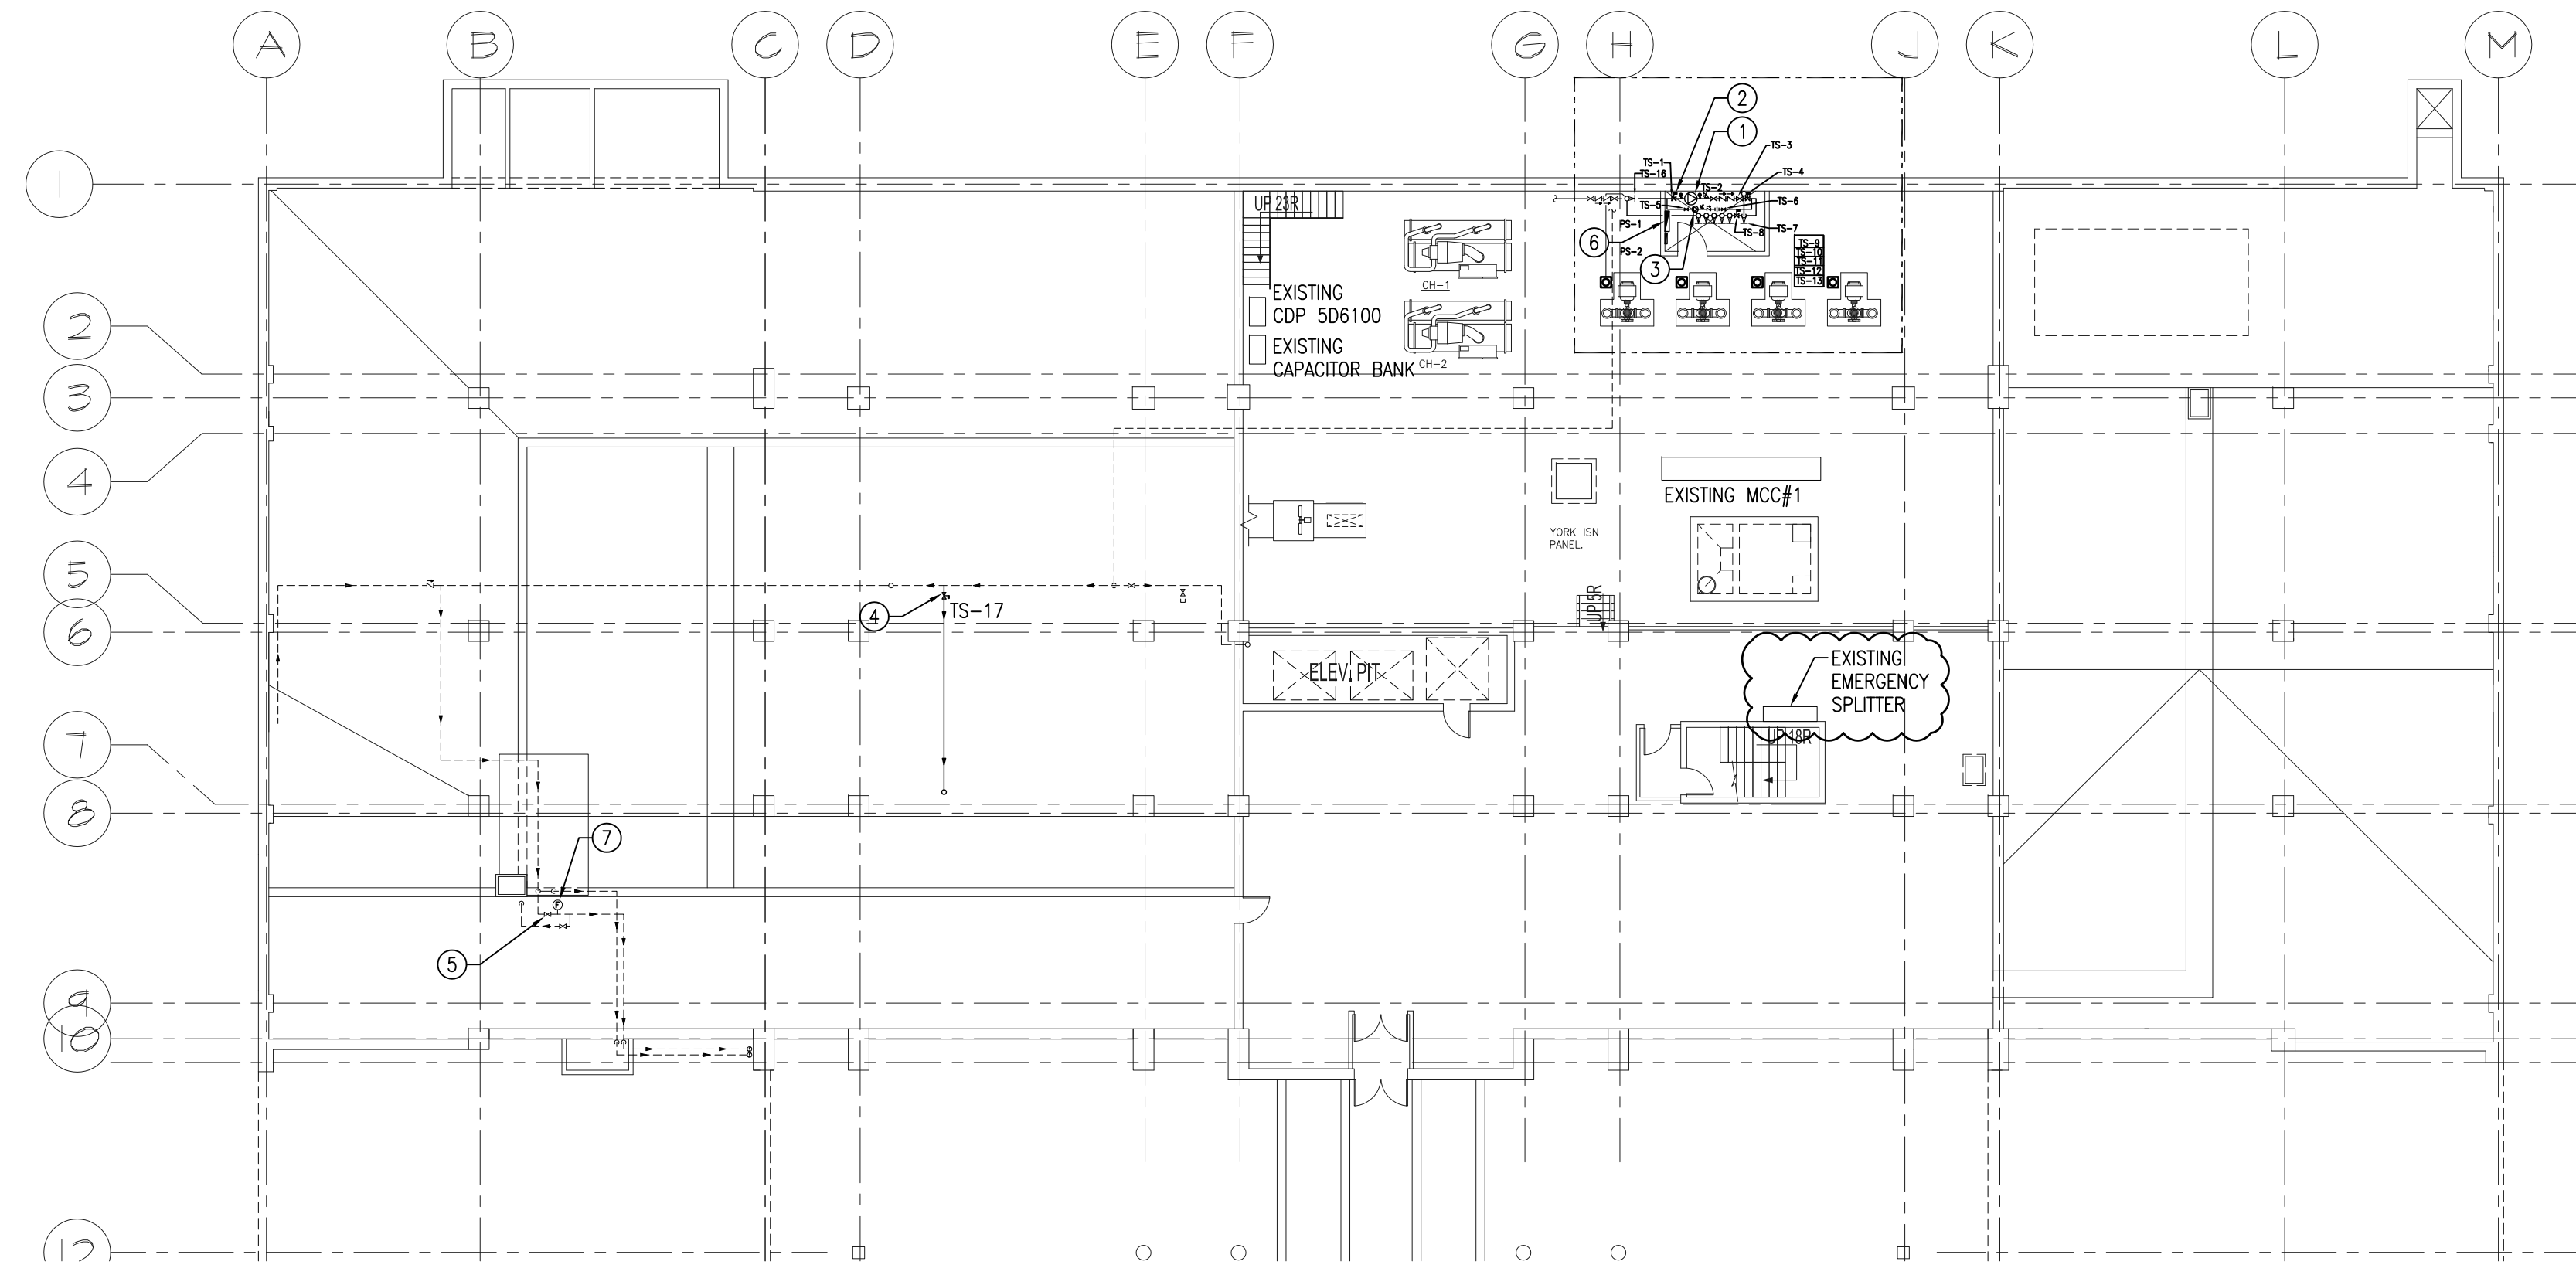 A B C D E F G H J K L M
1
2
3
4
5
6
7
8
9
10
12
2
1
TS-3
TS-1
TS-16
TS-4
TS-2
TS-5
TS-6
PS-1
TS-7
TS-8
6
PS-2
3
TS-9
TS-10
TS-11
TS-12
TS-13
UP 23R
CH-1
EXISTING
CDP 5D6100
EXISTING
CAPACITOR BANK
CH-2
EXISTING MCC#1
YORK ISN
PANEL.
UP 5R
4
TS-17
ELEV. PIT
EXISTING
EMERGENCY
SPLITTER
UP 18R
7
F
5